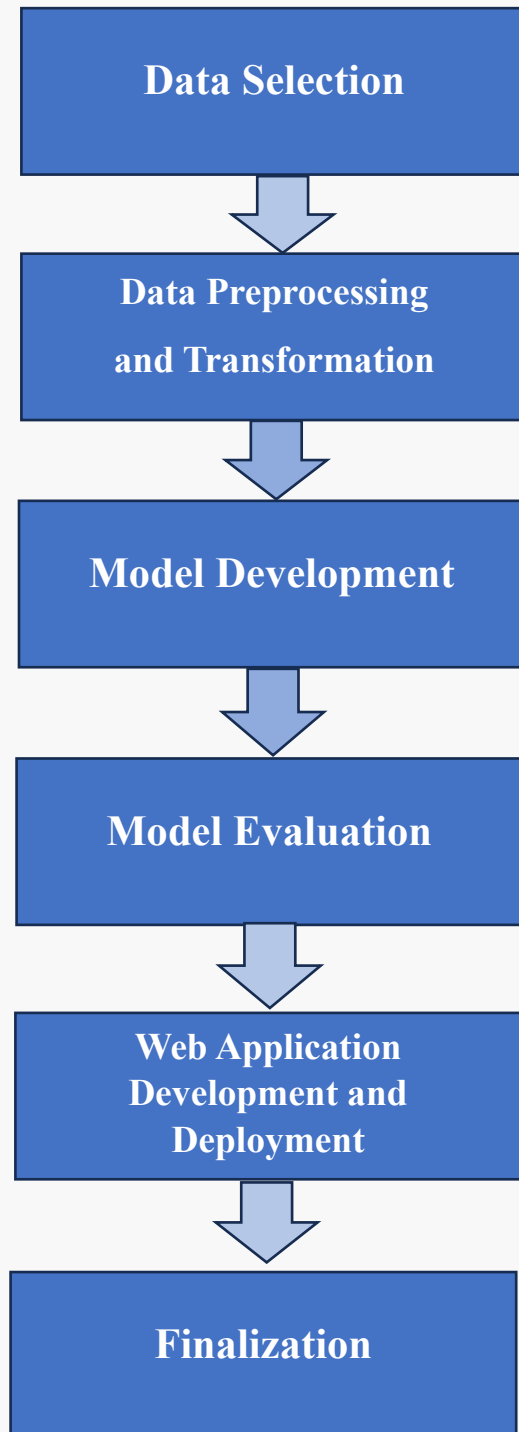 Data Selection
Data Preprocessing
and Transformation
Model Development
Model Evaluation
Web Application
Development and
Deployment
Finalization